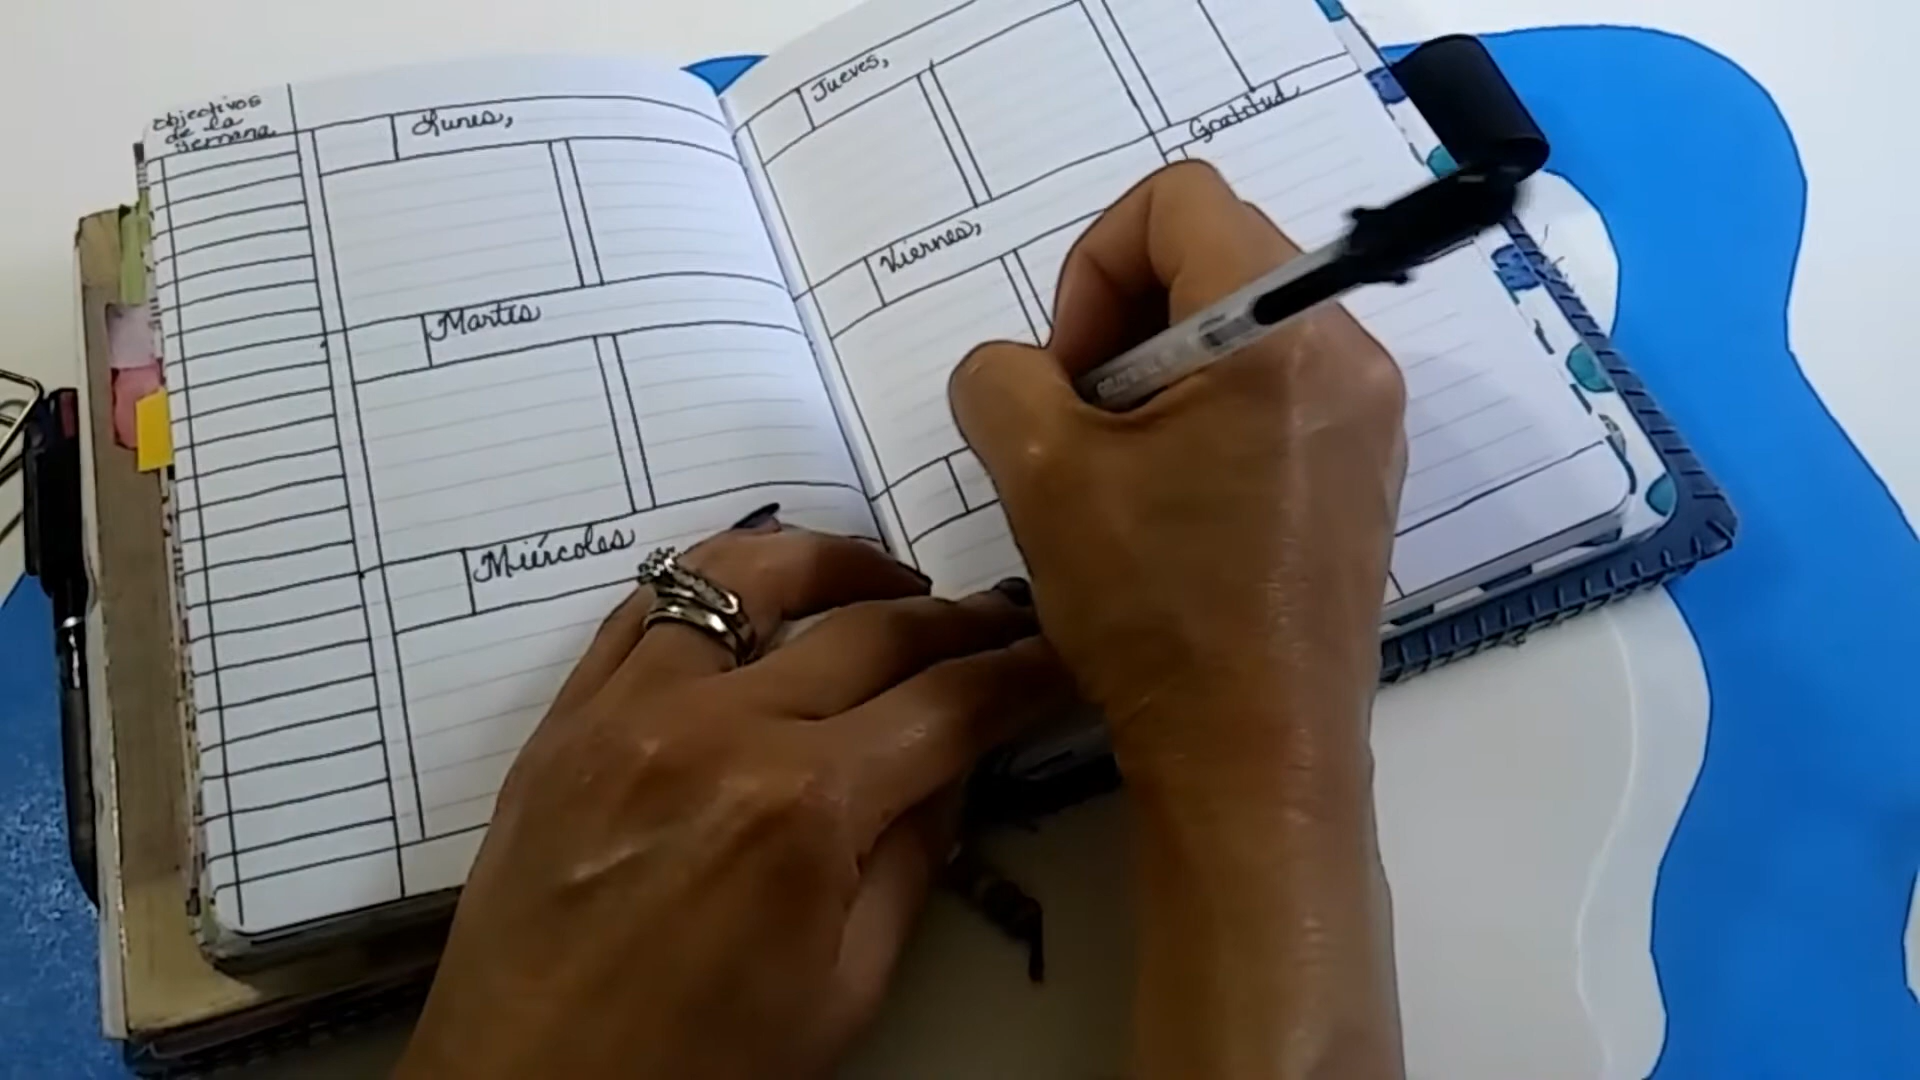 Objectivos
de la
semana
Lunes,
Martes
Miércoles
Jueves,
Viernes,
Gratitud